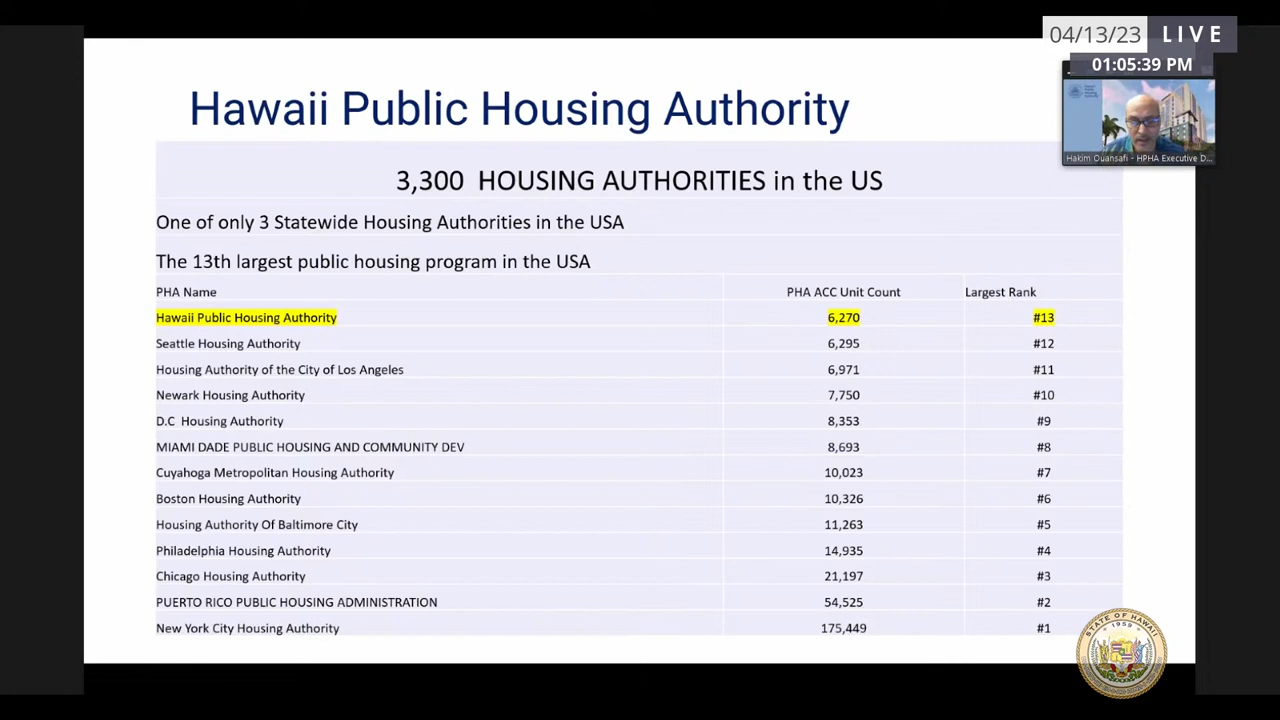 04/13/23 LIVE
01:05:39 PM
Hakim Ouansafi - HPHA Executive D...
Hawaii Public Housing Authority
3,300 HOUSING AUTHORITIES in the US
One of only 3 Statewide Housing Authorities in the USA
The 13th largest public housing program in the USA
PHA Name PHA ACC Unit Count Largest Rank
Hawaii Public Housing Authority 6,270 #13
Seattle Housing Authority 6,295 #12
Housing Authority of the City of Los Angeles 6,971 #11
Newark Housing Authority 7,750 #10
D.C Housing Authority 8,353 #9
MIAMI DADE PUBLIC HOUSING AND COMMUNITY DEV 8,693 #8
Cuyahoga Metropolitan Housing Authority 10,023 #7
Boston Housing Authority 10,326 #6
Housing Authority Of Baltimore City 11,263 #5
Philadelphia Housing Authority 14,935 #4
Chicago Housing Authority 21,197 #3
PUERTO RICO PUBLIC HOUSING ADMINISTRATION 54,525 #2
New York City Housing Authority 175,449 #1
STATE OF HAWAII
1959